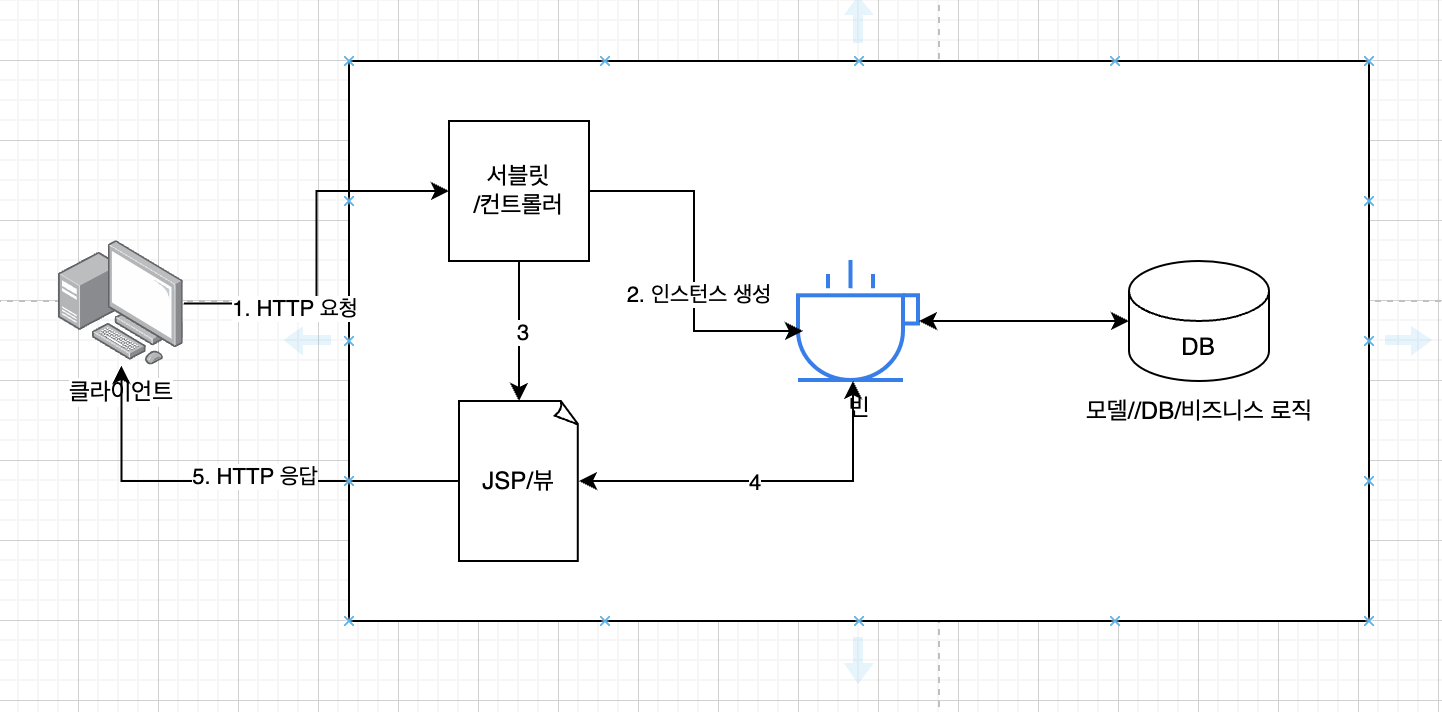 서블릿
/컨트롤러
1. HTTP 요청
2. 인스턴스 생성
3
클라이언트
빈
DB
모델//DB/비즈니스 로직
5. HTTP 응답
JSP/뷰
4